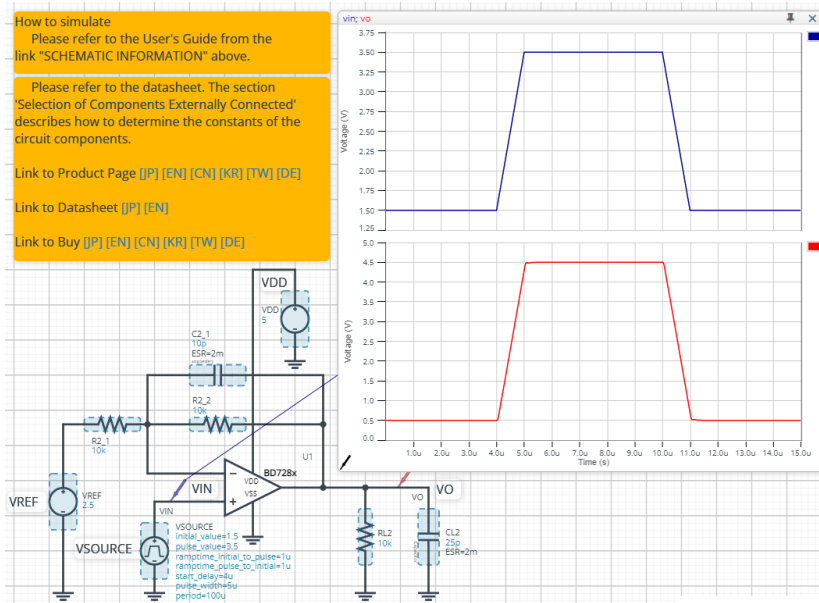 How to simulate
Please refer to the User's Guide from the
link "SCHEMATIC INFORMATION" above.
Please refer to the datasheet. The section
'Selection of Components Externally Connected'
describes how to determine the constants of the
circuit components.
Link to Product Page [JP] [EN] [CN] [KR] [TW] [DE]
Link to Datasheet [JP] [EN]
Link to Buy [JP] [EN] [CN] [KR] [TW] [DE]
vin; vo
3.75
3.50
3.25
3.00
2.75
2.50
2.25
2.00
1.75
1.50
1.25
Voltage (V)
5.0
4.5
4.0
3.5
3.0
2.5
2.0
1.5
1.0
0.5
0.0
Voltage (V)
1.0u 2.0u 3.0u 4.0u 5.0u 6.0u 7.0u 8.0u 9.0u 10.0u 11.0u 12.0u 13.0u 14.0u 15.0u
Time (s)
VDD
VDD
5
C2_1
10p
ESR=2m
R2_2
10k
R2_1
10k
U1
BD728x
VDD
VSS
VREF
VREF
2.5
VIN
VIN
VO
VO
VSOURCE
VSOURCE
initial_value=1.5
pulse_value=3.5
ramptime_initial_to_pulse=1u
ramptime_pulse_to_initial=1u
start_delay=4u
pulse_width=5u
period=100u
RL2
10k
CL2
25p
ESR=2m